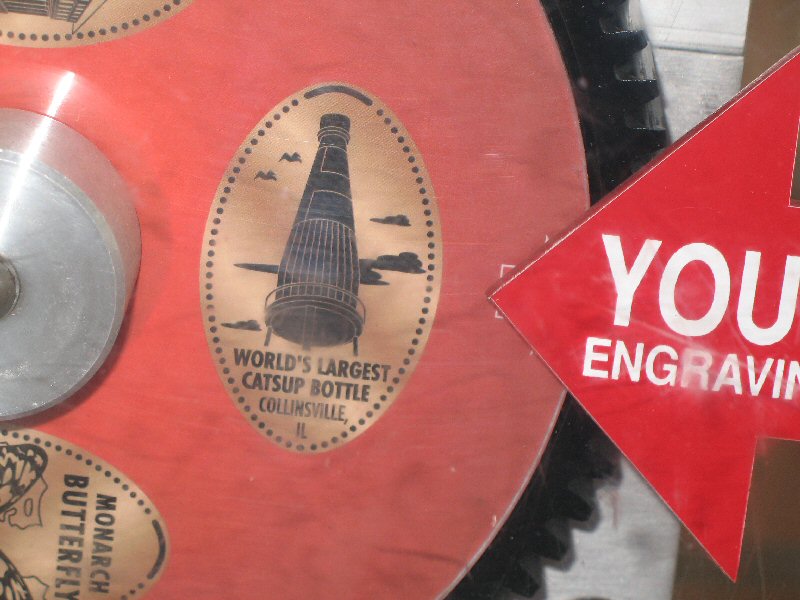 WORLD'S LARGEST
CATSUP BOTTLE
COLLINSVILLE,
IL
MONARCH
BUTTERFLY
YOU
ENGRAVIN